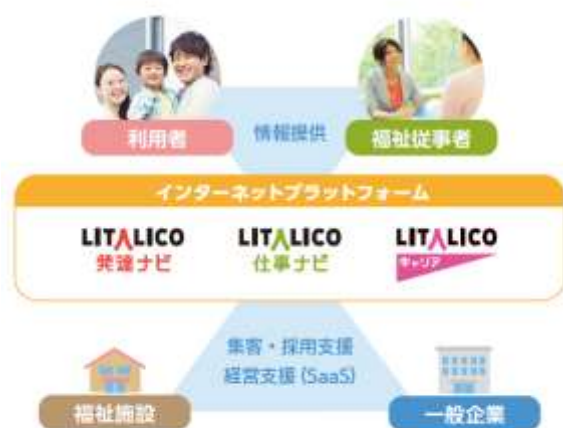 利用者
情報提供
福祉従事者
インターネットプラットフォーム
LITALICO
発達ナビ
LITALICO
仕事ナビ
LITALICO
キャリア
集客・採用支援
経営支援(SaaS)
福祉施設
一般企業